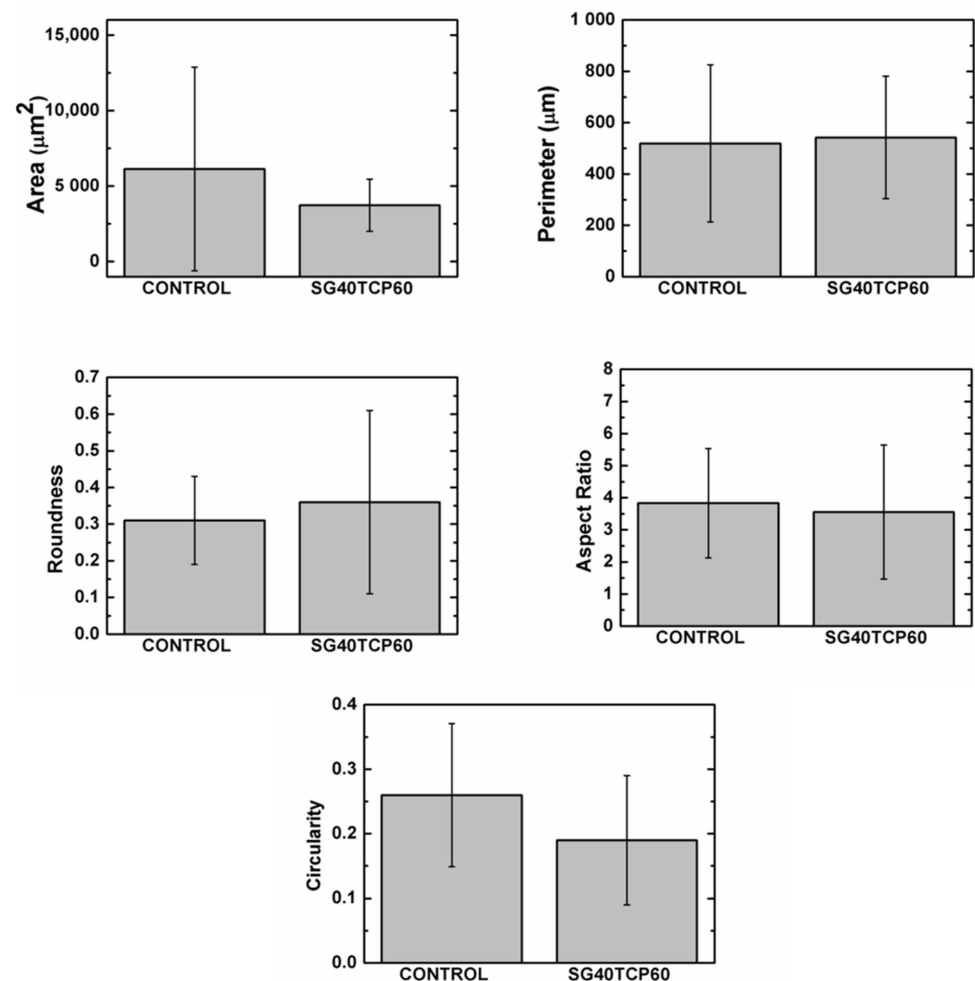 15,000
10,000
5 000
0
Area (μm²)
CONTROL
SG40TCP60
1 000
800
600
400
200
0
Perimeter (μm)
CONTROL
SG40TCP60
0.7
0.6
0.5
0.4
0.3
0.2
0.1
0.0
Roundness
CONTROL
SG40TCP60
8
7
6
5
4
3
2
1
0
Aspect Ratio
CONTROL
SG40TCP60
0.4
0.3
0.2
0.1
0.0
Circularity
CONTROL
SG40TCP60